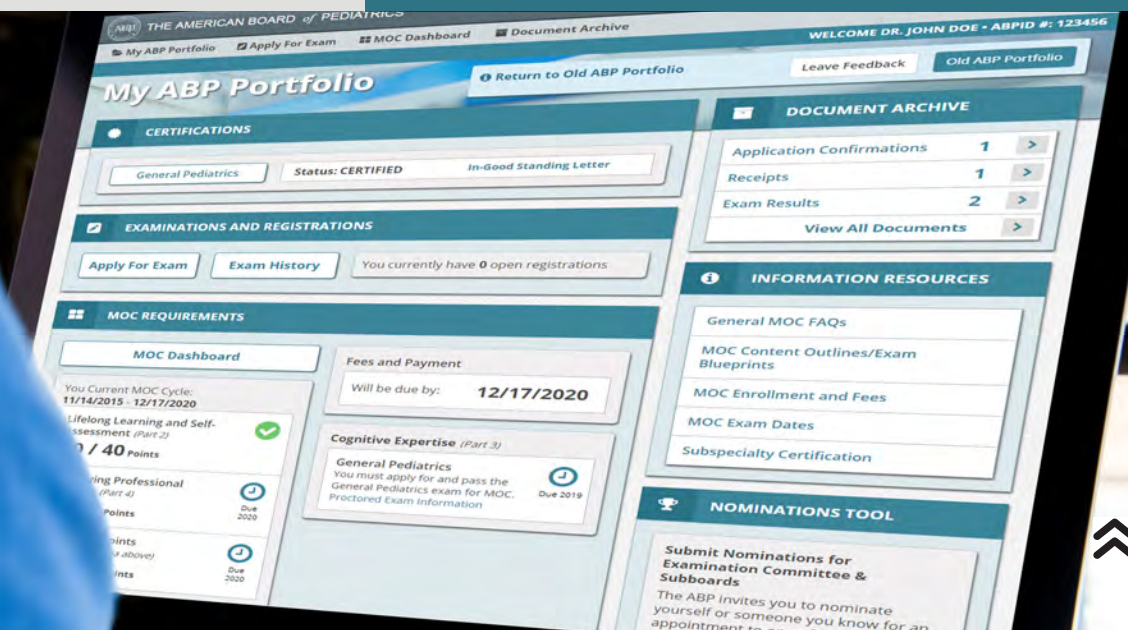 ABP THE AMERICAN BOARD of PEDIATRICS
My ABP Portfolio Apply For Exam MOC Dashboard Document Archive
WELCOME DR. JOHN DOE • ABPID #: 123456
My ABP Portfolio
Return to Old ABP Portfolio
Leave Feedback
Old ABP Portfolio
CERTIFICATIONS
General Pediatrics
Status: CERTIFIED
In-Good Standing Letter
EXAMINATIONS AND REGISTRATIONS
Apply For Exam
Exam History
You currently have 0 open registrations
MOC REQUIREMENTS
MOC Dashboard
You Current MOC Cycle:
11/14/2015 - 12/17/2020
Lifelong Learning and Self-
ssessment (Part 2)
/ 40 Points
ing Professional
(Part 4)
Points
Due
2020
oints
above)
ints
Due
2020
Fees and Payment
Will be due by: 12/17/2020
Cognitive Expertise (Part 3)
General Pediatrics
You must apply for and pass the
General Pediatrics exam for MOC.
Proctored Exam Information
Due 2019
DOCUMENT ARCHIVE
Application Confirmations 1 >
Receipts 1 >
Exam Results 2 >
View All Documents >
INFORMATION RESOURCES
General MOC FAQs
MOC Content Outlines/Exam
Blueprints
MOC Enrollment and Fees
MOC Exam Dates
Subspecialty Certification
NOMINATIONS TOOL
Submit Nominations for
Examination Committee &
Subboards
The ABP invites you to nominate
yourself or someone you know for an
appointment to